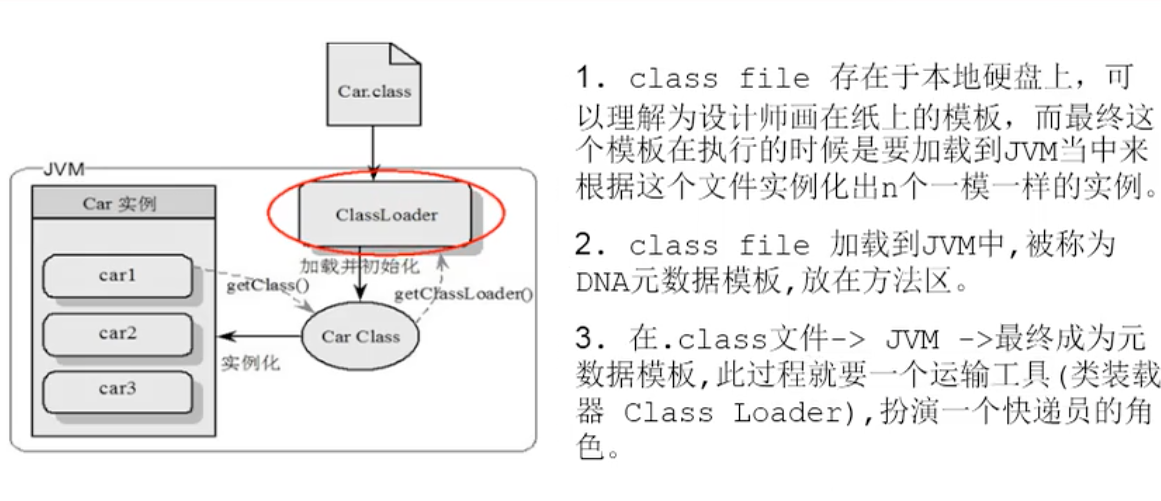 Car.class
JVM
Car 实例
ClassLoader
加载并初始化
car1
getClass()
getClassLoader()
car2
Car Class
实例化
car3
1. class file 存在于本地硬盘上，可
以理解为设计师画在纸上的模板，而最终这
个模板在执行的时候是要加载到JVM当中来
根据这个文件实例化出n个一模一样的实例。
2. class file 加载到JVM中,被称为
DNA元数据模板,放在方法区。
3. 在.class文件-> JVM ->最终成为元
数据模板,此过程就要一个运输工具(类装载
器 Class Loader),扮演一个快递员的角
色。